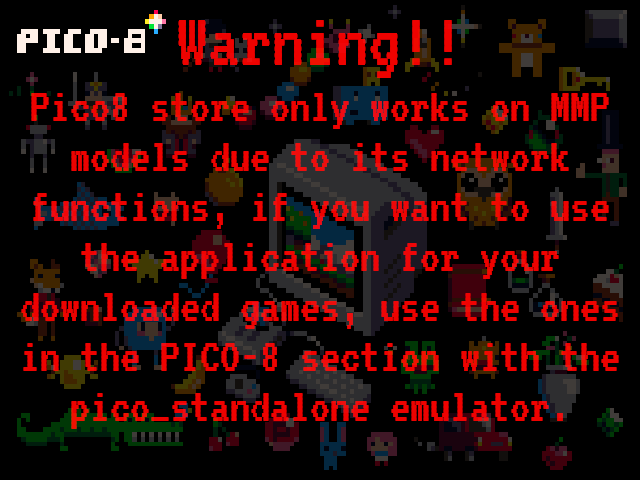 PICO-8
Warning!!
Pico8 store only works on MMP
models due to its network
functions, if you want to use
the application for your
downloaded games, use the ones
in the PICO-8 section with the
pico_standalone emulator.